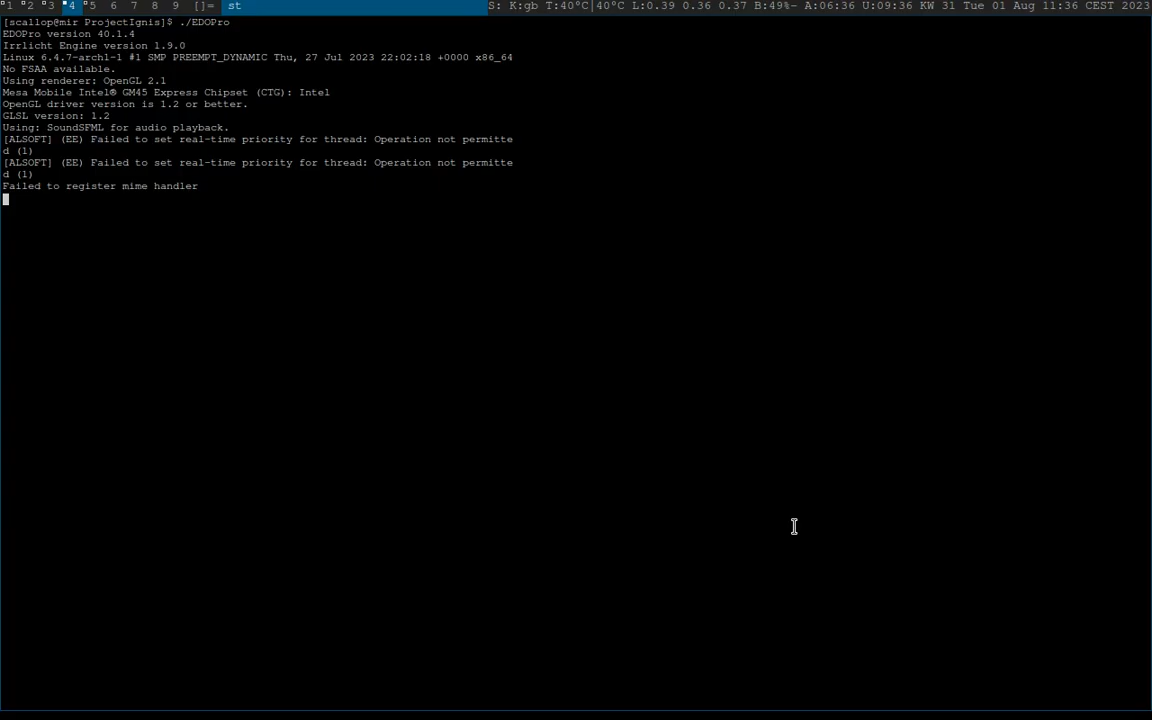 1 2 3 4 5 6 7 8 9 []= st S: K:gb T:40°C|40°C L:0.39 0.36 0.37 B:49%- A:06:36 U:09:36 KW 31 Tue 01 Aug 11:36 CEST 2023
[scallop@mir ProjectIgnis]$ ./EDOPro
EDOPro version 40.1.4
Irrlicht Engine version 1.9.0
Linux 6.4.7-arch1-1 #1 SMP PREEMPT_DYNAMIC Thu, 27 Jul 2023 22:02:18 +0000 x86_64
No FSAA available.
Using renderer: OpenGL 2.1
Mesa Mobile Intel® GM45 Express Chipset (CTG): Intel
OpenGL driver version is 1.2 or better.
GLSL version: 1.2
Using: SoundSFML for audio playback.
[ALSOFT] (EE) Failed to set real-time priority for thread: Operation not permitte
d (1)
[ALSOFT] (EE) Failed to set real-time priority for thread: Operation not permitte
d (1)
Failed to register mime handler